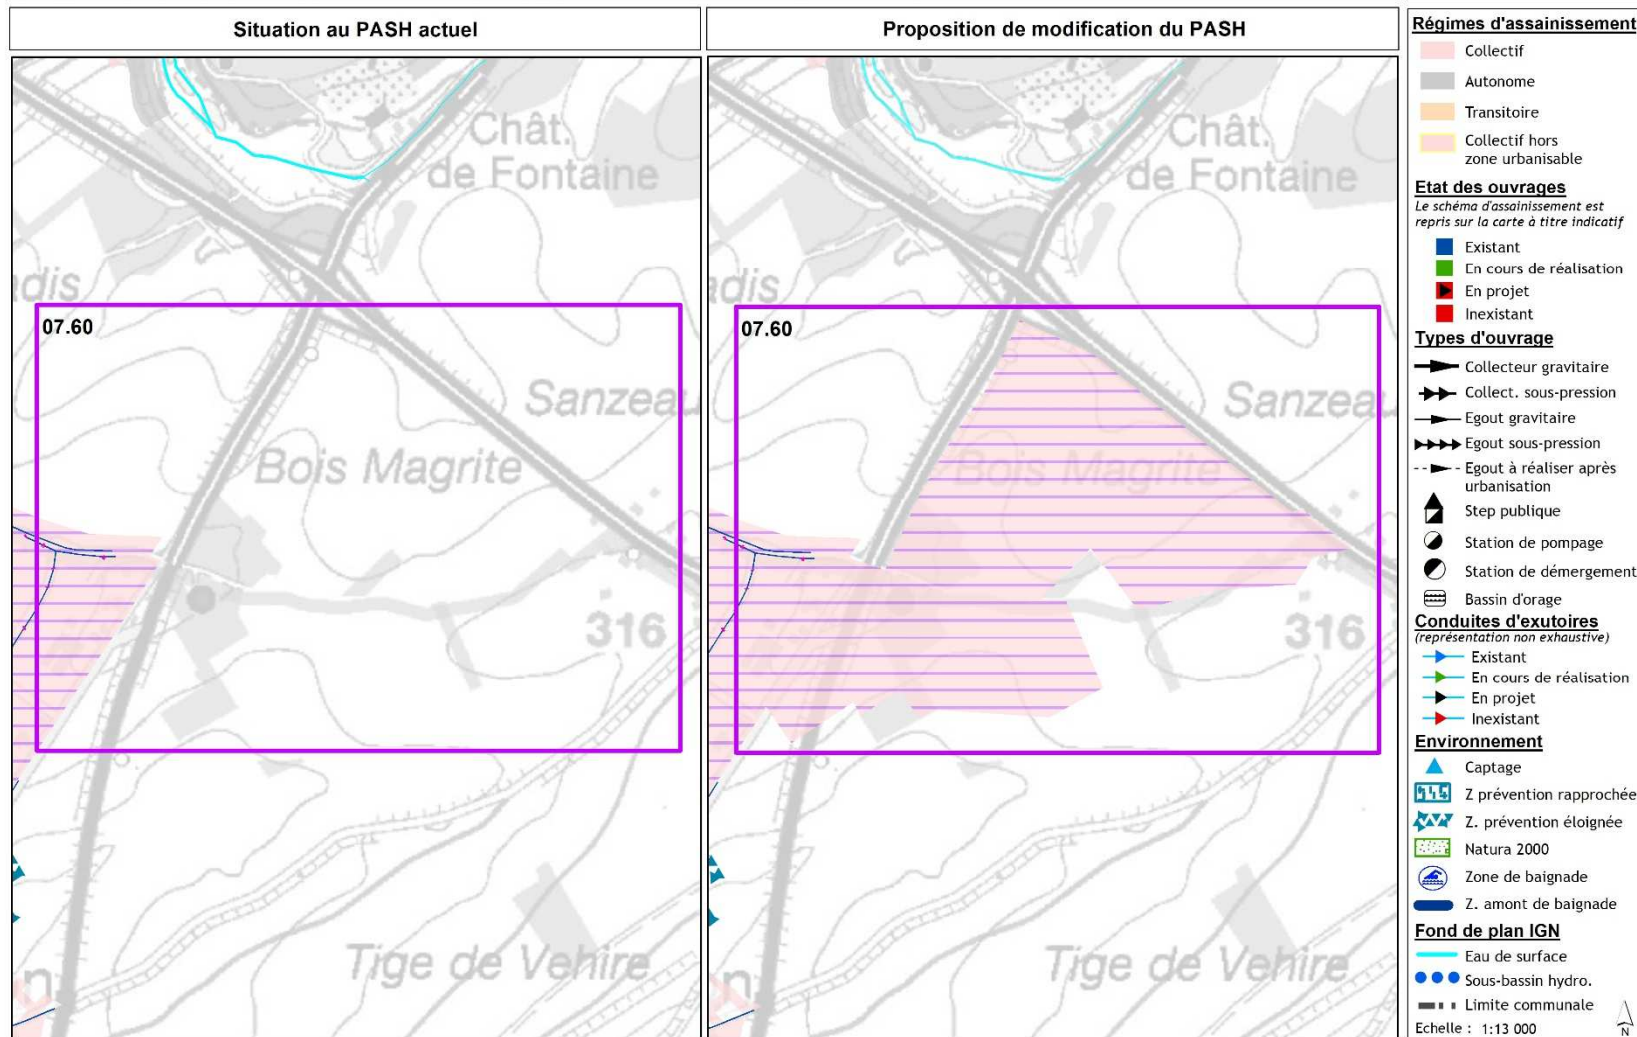 Situation au PASH actuel
Proposition de modification du PASH
Chât.
de Fontaine
adis
07.60
Sanzeau
Bois Magrite
316
Tige de Vehire
n
Chât.
de Fontaine
adis
07.60
Sanzeau
Bois Magrite
316
Tige de Vehire
n
Régimes d'assainissement
Collectif
Autonome
Transitoire
Collectif hors
zone urbanisable
Etat des ouvrages
Le schéma d'assainissement est
repris sur la carte à titre indicatif
Existant
En cours de réalisation
En projet
Inexistant
Types d'ouvrage
Collecteur gravitaire
Collect. sous-pression
Egout gravitaire
Egout sous-pression
Egout à réaliser après
urbanisation
Step publique
Station de pompage
Station de démergement
Bassin d'orage
Conduites d'exutoires
(représentation non exhaustive)
Existant
En cours de réalisation
En projet
Inexistant
Environnement
Captage
Z prévention rapprochée
Z. prévention éloignée
Natura 2000
Zone de baignade
Z. amont de baignade
Fond de plan IGN
Eau de surface
Sous-bassin hydro.
Limite communale
Echelle : 1:13 000
N